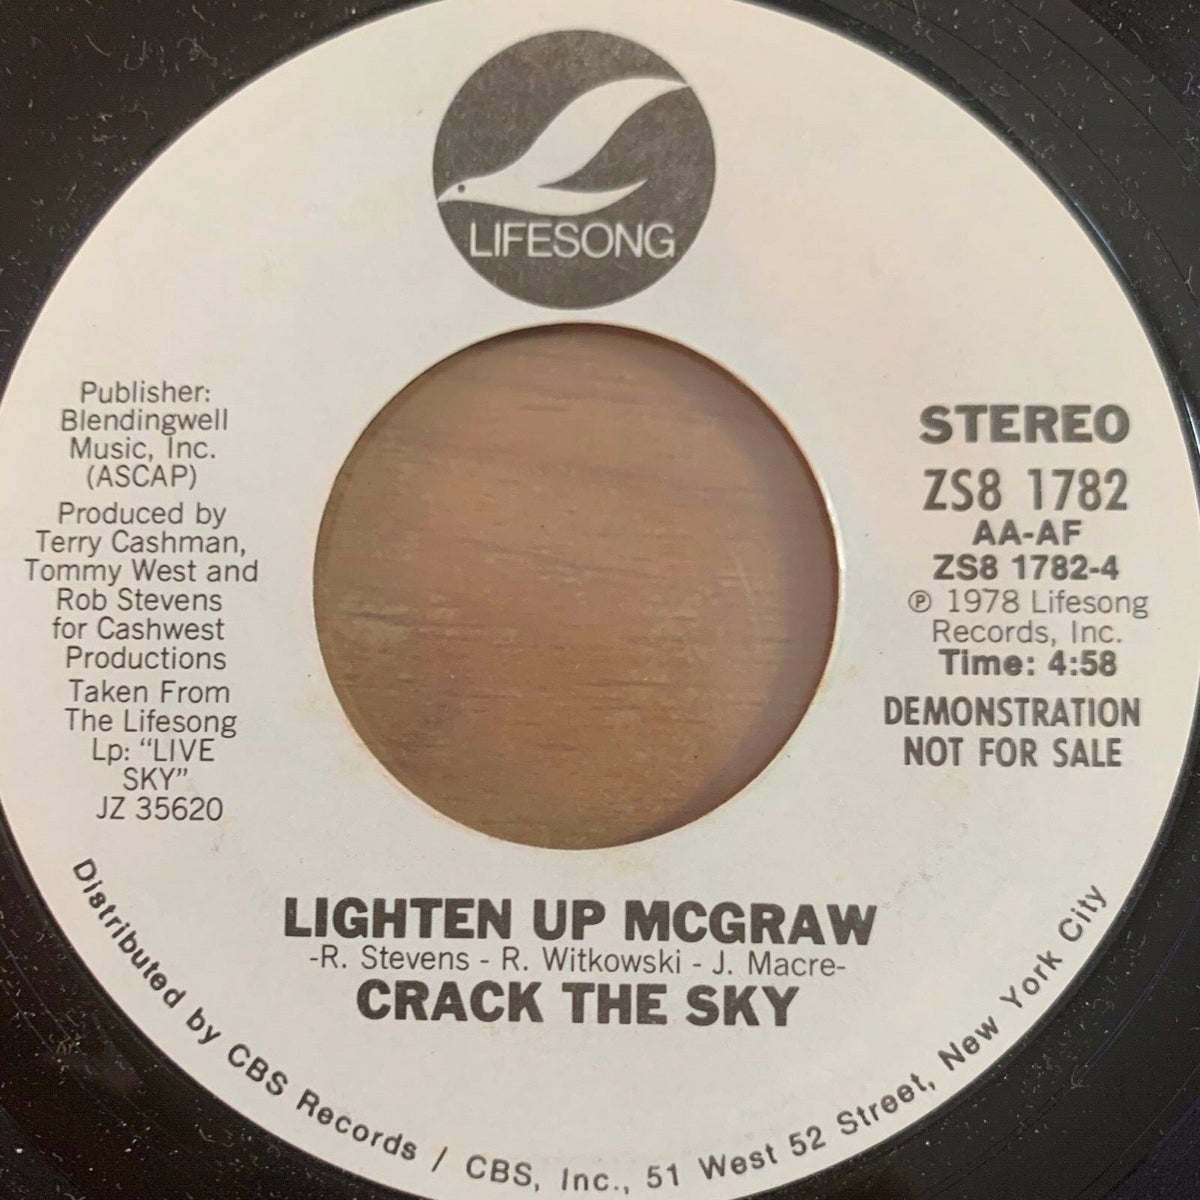 LIFESONG
Publisher:
Blendingwell
Music, Inc.
(ASCAP)
Produced by
Terry Cashman,
Tommy West and
Rob Stevens
for Cashwest
Productions
Taken From
The Lifesong
Lp: “LIVE
SKY”
JZ 35620
STEREO
ZS8 1782
AA-AF
ZS8 1782-4
℗ 1978 Lifesong
Records, Inc.
Time: 4:58
DEMONSTRATION
NOT FOR SALE
LIGHTEN UP MCGRAW
-R. Stevens - R. Witkowski - J. Macre-
CRACK THE SKY
Distributed by CBS Records / CBS, Inc., 51 West 52 Street, New York City